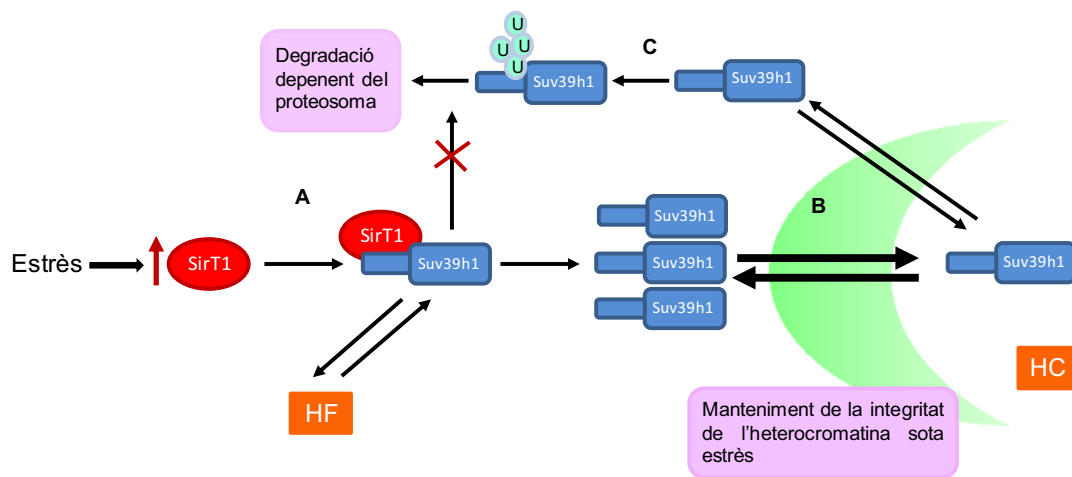 U
U
U
U
Degradació
depenent del
proteosoma
Suv39h1
C
Suv39h1
A
SirT1
Suv39h1
Estrès
SirT1
Suv39h1
Suv39h1
Suv39h1
B
Suv39h1
HF
HC
Manteniment de la integritat
de l'heterocromatina sota
estrès